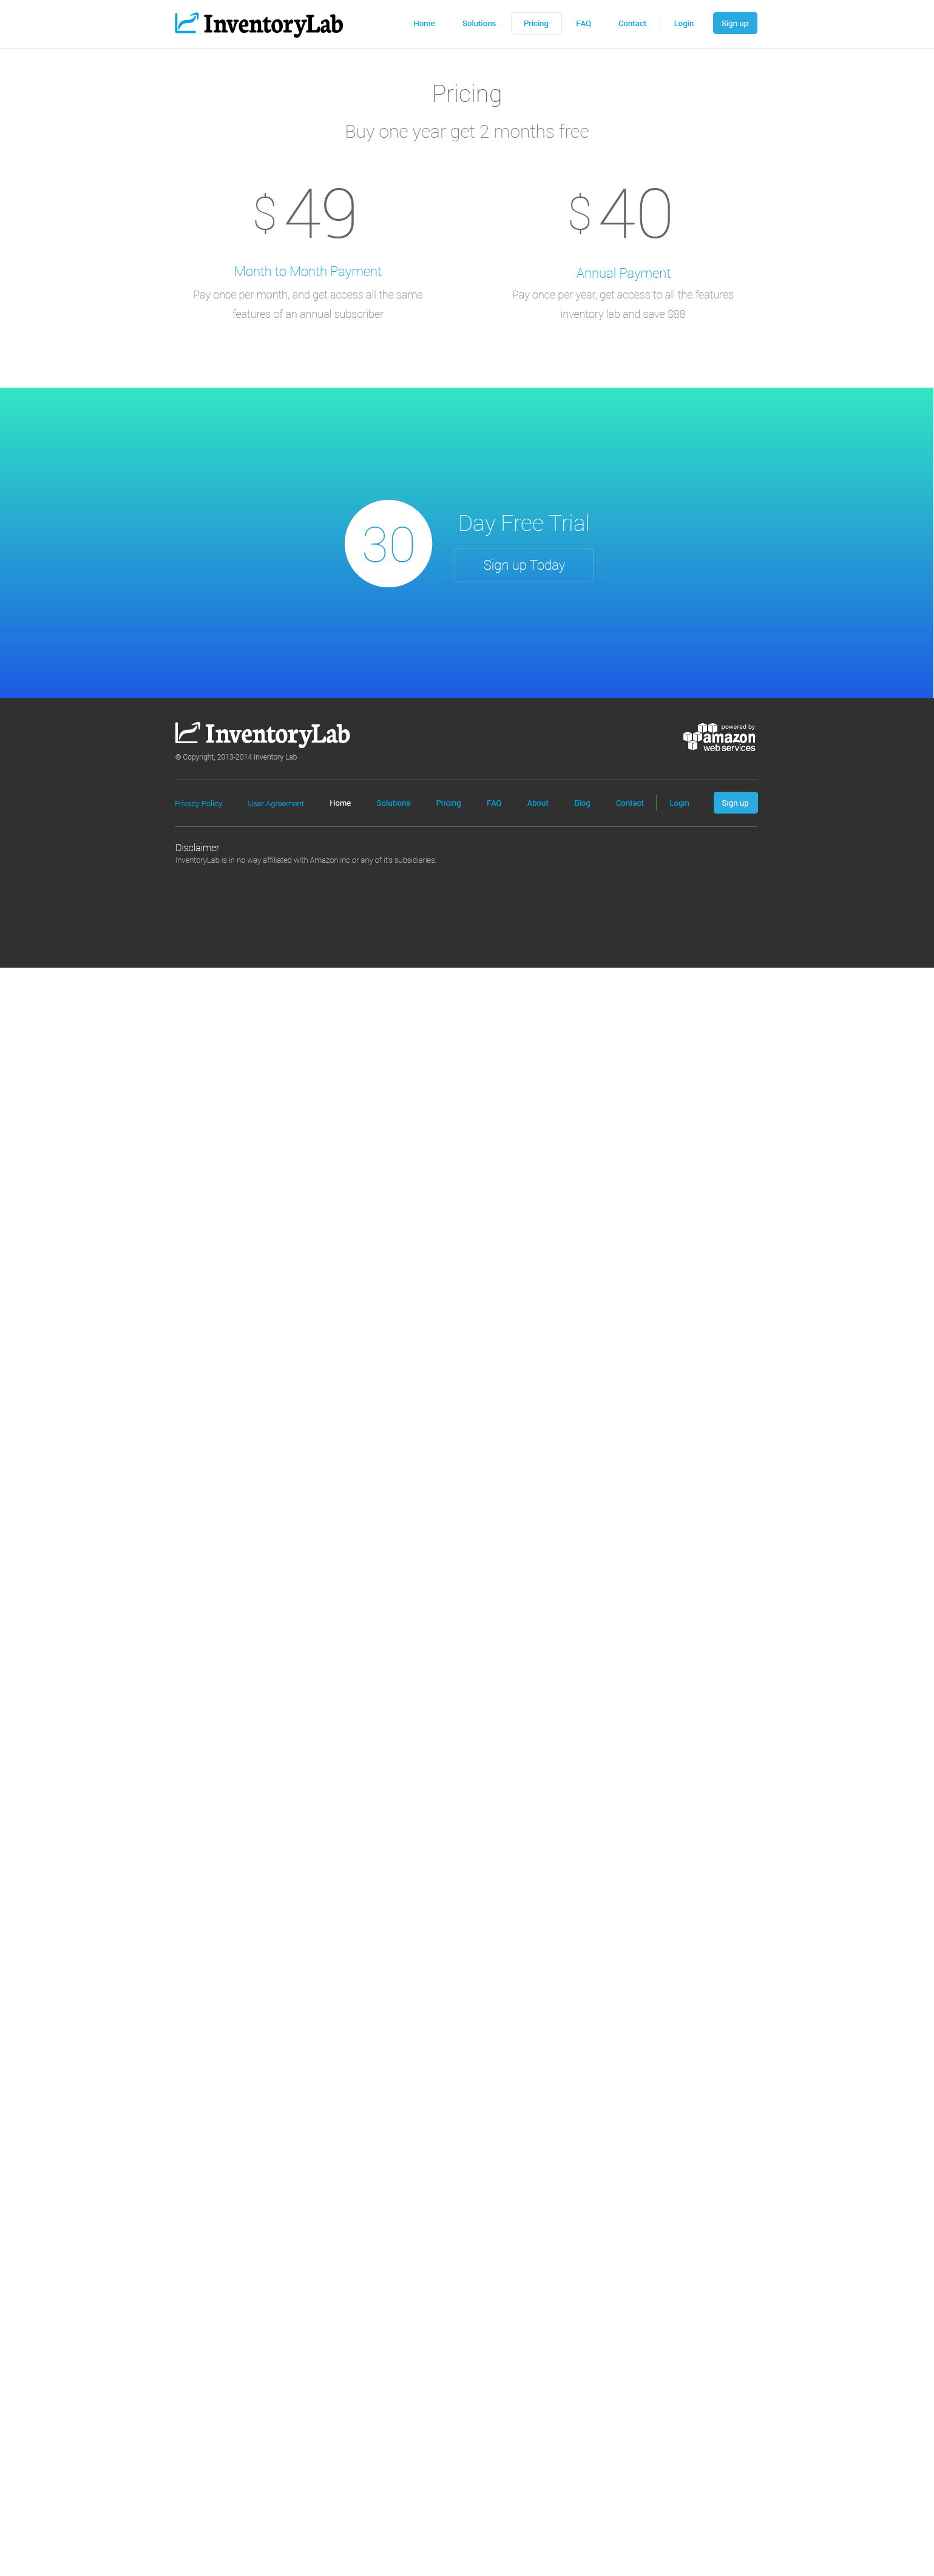 InventoryLab
Home Solutions Pricing FAQ Contact Login Sign up
Pricing
Buy one year get 2 months free
$49
Month to Month Payment
Pay once per month, and get access all the same
features of an annual subscriber
$40
Annual Payment
Pay once per year, get access to all the features
inventory lab and save $88
30
Day Free Trial
Sign up Today
InventoryLab
© Copyright, 2013-2014 Inventory Lab
powered by
amazon
web services
Privacy Policy User Agreement Home Solutions Pricing FAQ About Blog Contact Login Sign up
Disclaimer
InventoryLab is in no way affiliated with Amazon inc or any of it's subsidiaries.